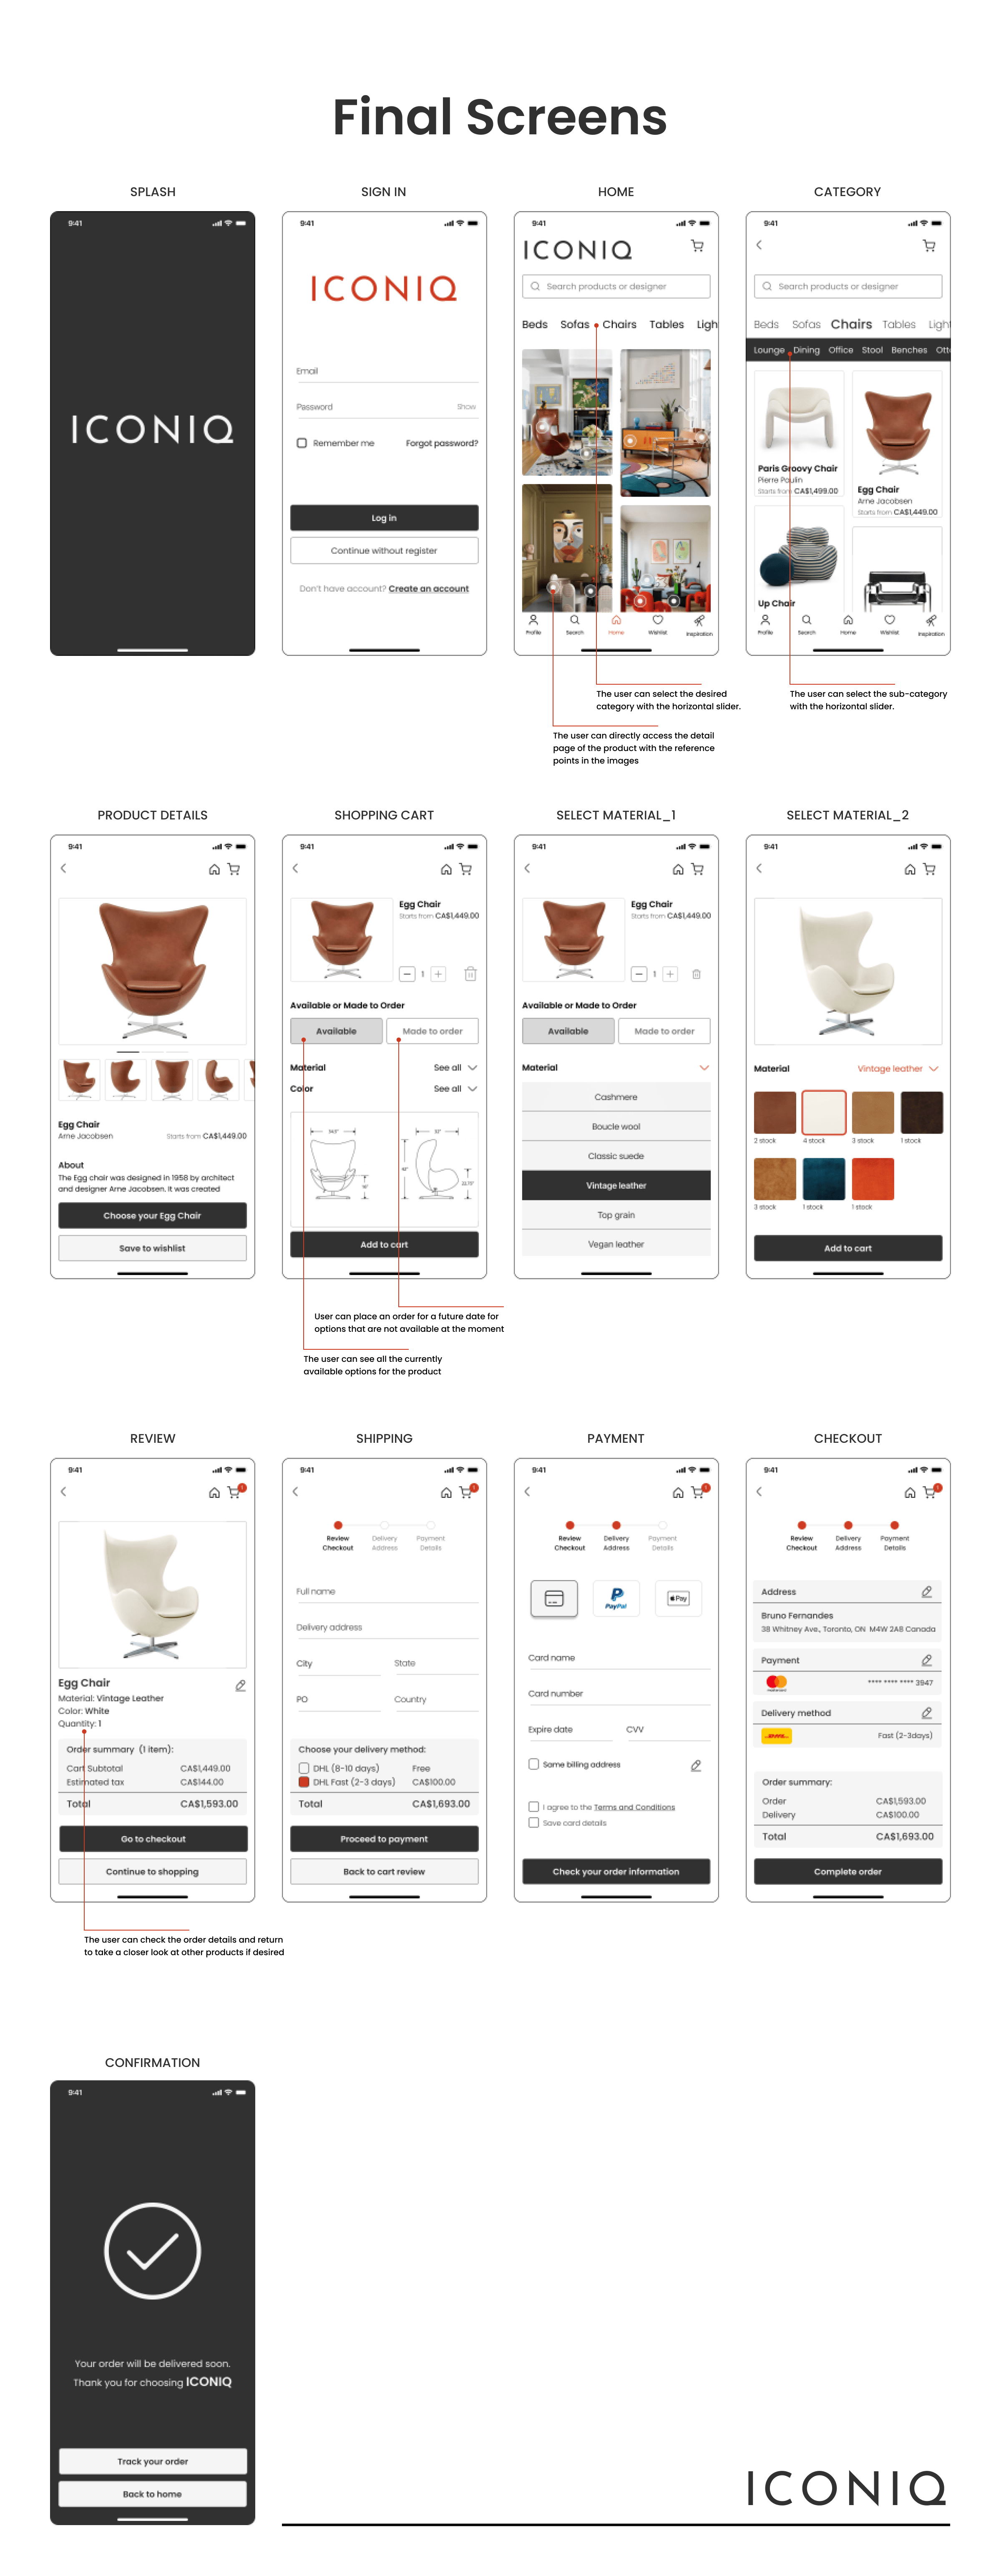 Final Screens
SPLASH
9:41
ICONIQ
SIGN IN
9:41
ICONIQ
Email
Password Show
Remember me Forgot password?
Log in
Continue without register
Don't have account? Create an account
HOME
9:41
ICONIQ
Search products or designer
Beds Sofas Chairs Tables Ligh
Profile Search Home Wishlist Inspiration
The user can select the desired
category with the horizontal slider.
The user can directly access the detail
page of the product with the reference
points in the images
CATEGORY
9:41
Search products or designer
Beds Sofas Chairs Tables Light
Lounge Dining Office Stool Benches Ott
Paris Groovy Chair
Pierre Paulin
Starts from CA$1,499.00
Egg Chair
Arne Jacobsen
Starts from CA$1,449.00
Up Chair
Profile Search Home Wishlist Inspiration
The user can select the sub-category
with the horizontal slider.
PRODUCT DETAILS
9:41
Egg Chair
Arne Jacobsen Starts from CA$1,449.00
About
The Egg chair was designed in 1958 by architect
and designer Arne Jacobsen. It was created
Choose your Egg Chair
Save to wishlist
SHOPPING CART
9:41
Egg Chair
Starts from CA$1,449.00
1
Available or Made to Order
Available Made to order
Material See all
Color See all
Add to cart
User can place an order for a future date for
options that are not available at the moment
The user can see all the currently
available options for the product
SELECT MATERIAL_1
9:41
Egg Chair
Starts from CA$1,449.00
1
Available or Made to Order
Available Made to order
Material
Cashmere
Boucle wool
Classic suede
Vintage leather
Top grain
Vegan leather
SELECT MATERIAL_2
9:41
Material Vintage leather
2 stock 4 stock 3 stock 1 stock
3 stock 1 stock 1 stock
Add to cart
REVIEW
9:41
1
Egg Chair
Material: Vintage Leather
Color: White
Quantity: 1
Order summary (1 item):
Cart Subtotal CA$1,449.00
Estimated tax CA$144.00
Total CA$1,593.00
Go to checkout
Continue to shopping
The user can check the order details and return
to take a closer look at other products if desired
SHIPPING
9:41
1
Review Delivery Payment
Checkout Address Details
Full name
Delivery address
City State
PO Country
Choose your delivery method:
DHL (8-10 days) Free
DHL Fast (2-3 days) CA$100.00
Total CA$1,693.00
Proceed to payment
Back to cart review
PAYMENT
9:41
1
Review Delivery Payment
Checkout Address Details
PayPal Pay
Card name
Card number
Expire date CVV
Same billing address
I agree to the Terms and Conditions
Save card details
Check your order information
CHECKOUT
9:41
1
Review Delivery Payment
Checkout Address Details
Address
Bruno Fernandes
38 Whitney Ave., Toronto, ON M4W 2A8 Canada
Payment
**** **** **** 3947
Delivery method
Fast (2-3days)
Order summary:
Order CA$1,593.00
Delivery CA$100.00
Total CA$1,693.00
Complete order
CONFIRMATION
9:41
Your order will be delivered soon.
Thank you for choosing ICONIQ
Track your order
Back to home
ICONIQ